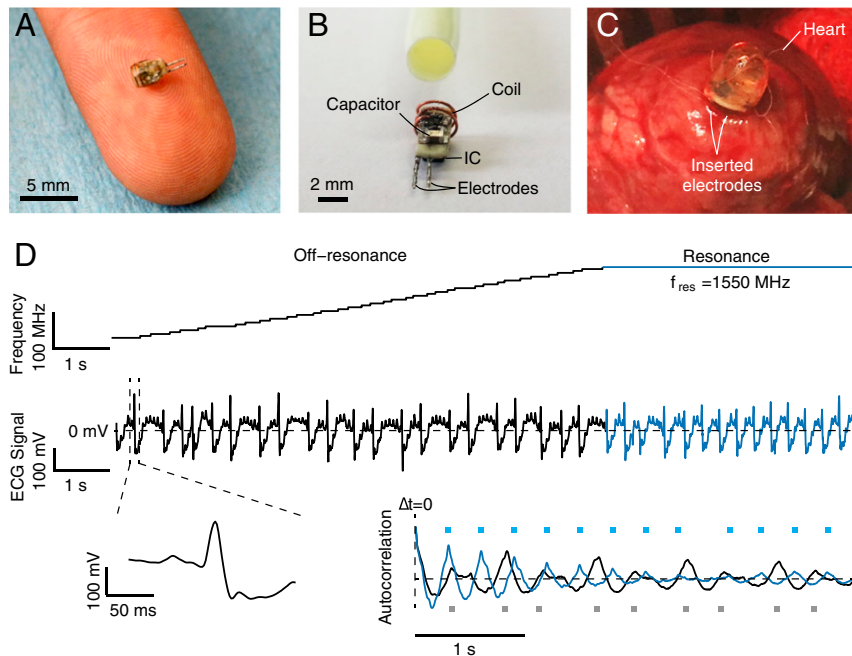 A
5 mm
B
Capacitor
Coil
IC
Electrodes
2 mm
C
Heart
Inserted
electrodes
D
Off-resonance
Resonance
f res =1550 MHz
Frequency
100 MHz
1 s
ECG Signal
100 mV
0 mV
1 s
100 mV
50 ms
Δt=0
Autocorrelation
1 s